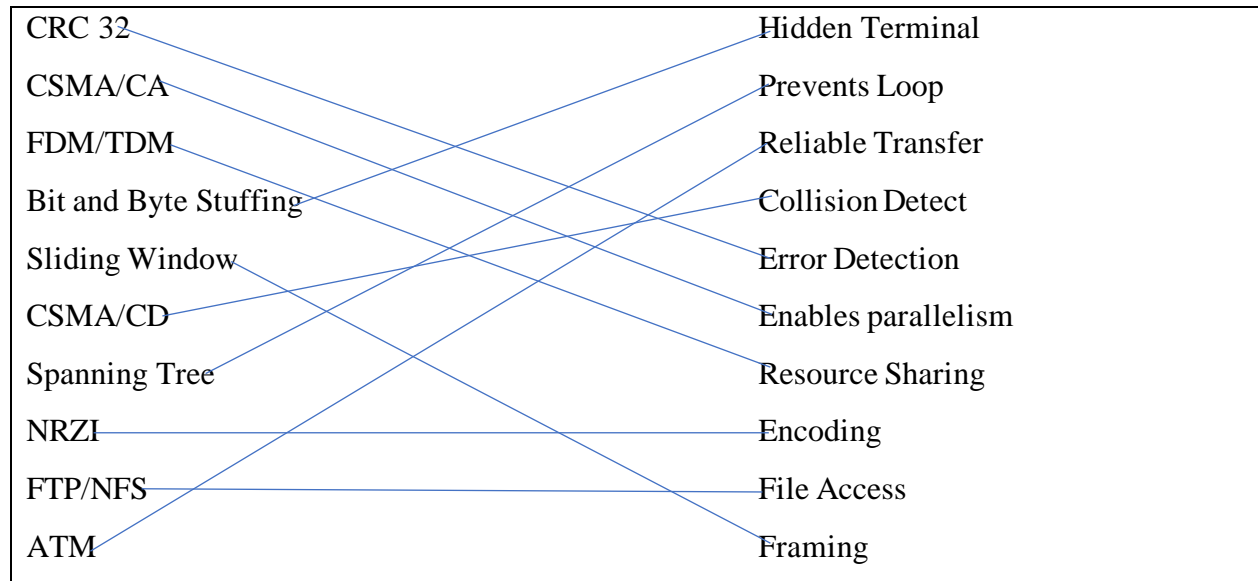 CRC 32 Hidden Terminal
CSMA/CA Prevents Loop
FDM/TDM Reliable Transfer
Bit and Byte Stuffing Collision Detect
Sliding Window Error Detection
CSMA/CD Enables parallelism
Spanning Tree Resource Sharing
NRZI Encoding
FTP/NFS File Access
ATM Framing